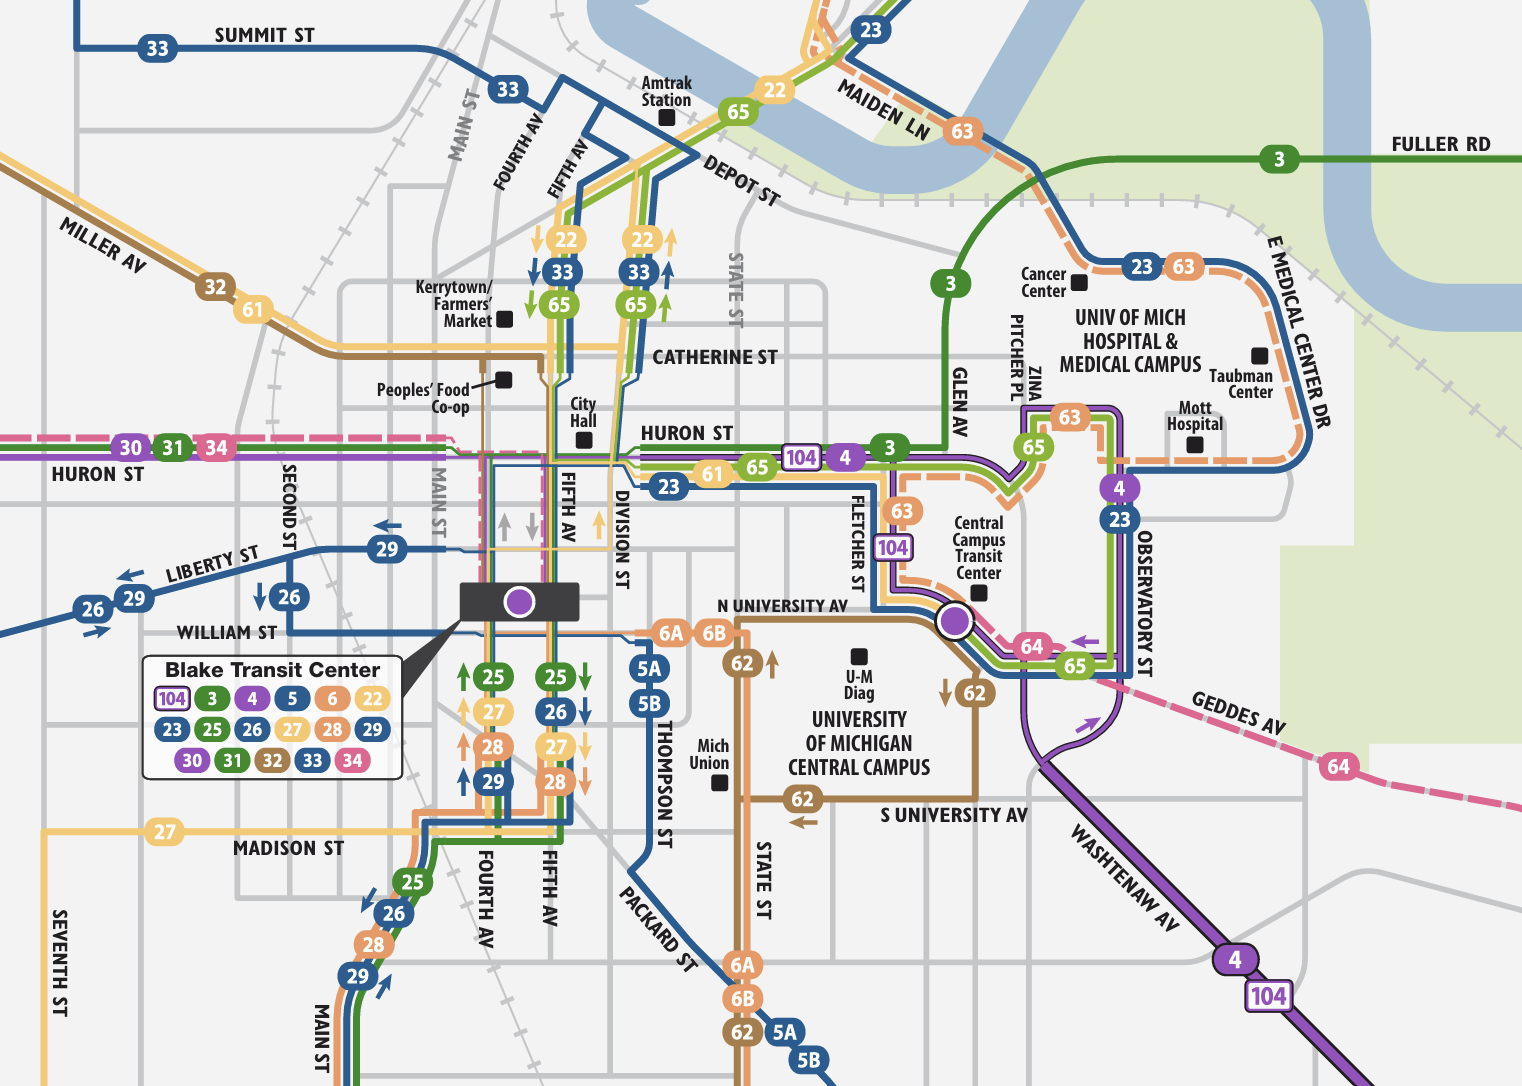 23
33
SUMMIT ST
33
MAIN ST
Amtrak
Station
22
65
MAIDEN LN
63
FULLER RD
3
FOURTH AV
FIFTH AV
DEPOT ST
MILLER AV
32
61
22
22
33
33
65
65
STATE ST
Kerrytown/
Farmers'
Market
3
Cancer
Center
23
63
E MEDICAL CENTER DR
UNIV OF MICH
HOSPITAL &
MEDICAL CAMPUS
PITCHER PL
ZINA
Taubman
Center
CATHERINE ST
Peoples' Food
Co-op
City
Hall
GLEN AV
63
Mott
Hospital
30
31
34
HURON ST
HURON ST
104
4
3
65
61
65
23
4
23
SECOND ST
MAIN ST
FIFTH AV
DIVISION ST
FLETCHER ST
63
104
Central
Campus
Transit
Center
OBSERVATORY ST
29
LIBERTY ST
29
26
26
WILLIAM ST
N UNIVERSITY AV
6A
6B
64
65
62
U-M
Diag
62
5A
5B
Blake Transit Center
104
3
4
5
6
22
23
25
26
27
28
29
30
31
32
33
34
25
25
27
26
28
27
29
28
THOMPSON ST
Mich
Union
UNIVERSITY
OF MICHIGAN
CENTRAL CAMPUS
62
S UNIVERSITY AV
GEDDES AV
64
27
MADISON ST
FOURTH AV
FIFTH AV
STATE ST
WASHTENAW AV
25
26
28
29
SEVENTH ST
MAIN ST
PACKARD ST
6A
6B
62
5A
5B
4
104